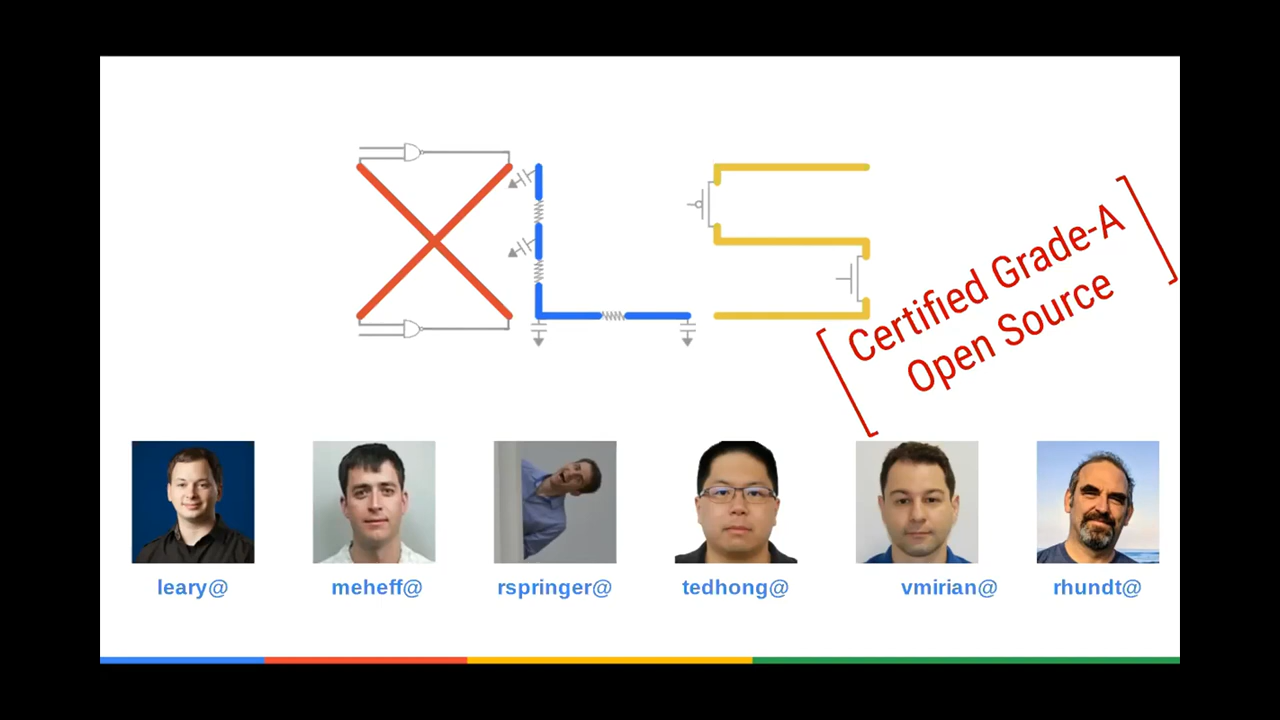 XLS
Certified Grade-A
Open Source
leary@
meheff@
rspringer@
tedhong@
vmirian@
rhundt@